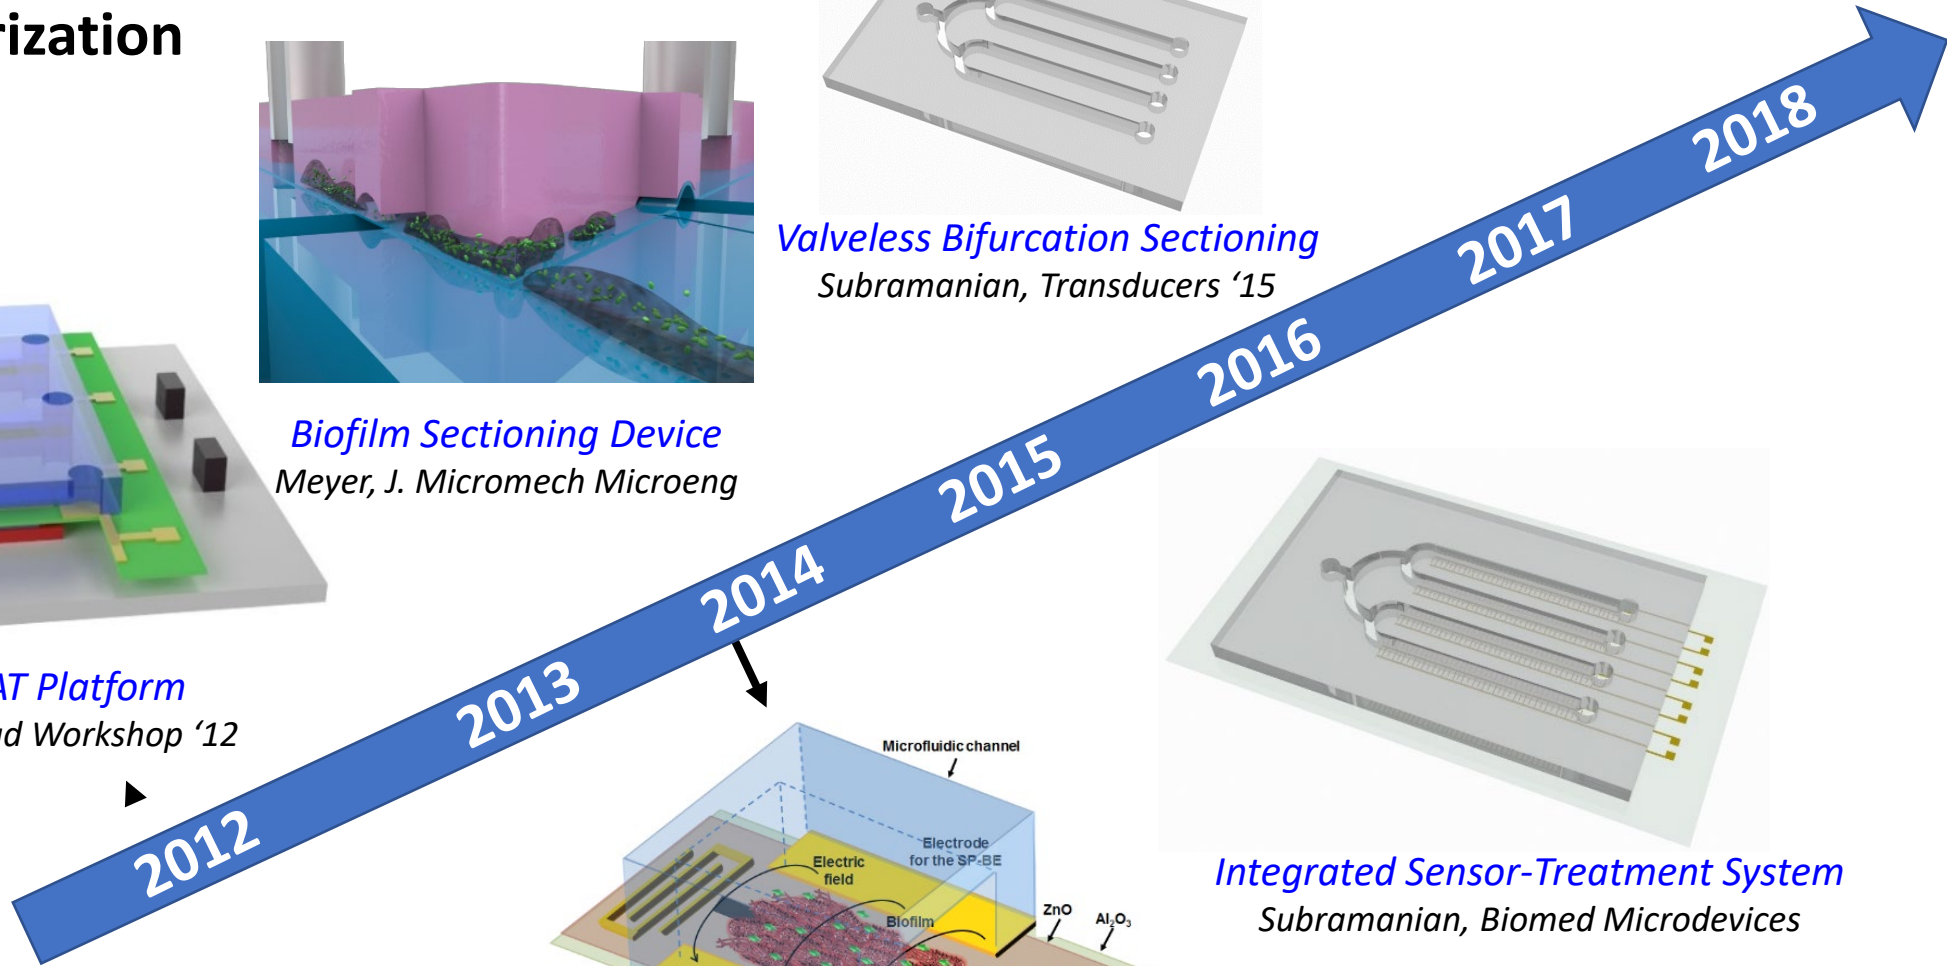 rization
Valveless Bifurcation Sectioning
Subramanian, Transducers ‘15
Biofilm Sectioning Device
Meyer, J. Micromech Microeng
AT Platform
Workshop ‘12
2012
2013
2014
2015
2016
2017
2018
Microfluidic channel
Electrode
for the SP-BE
Electric
field
Biofilm
ZnO
Al₂O₃
Integrated Sensor-Treatment System
Subramanian, Biomed Microdevices